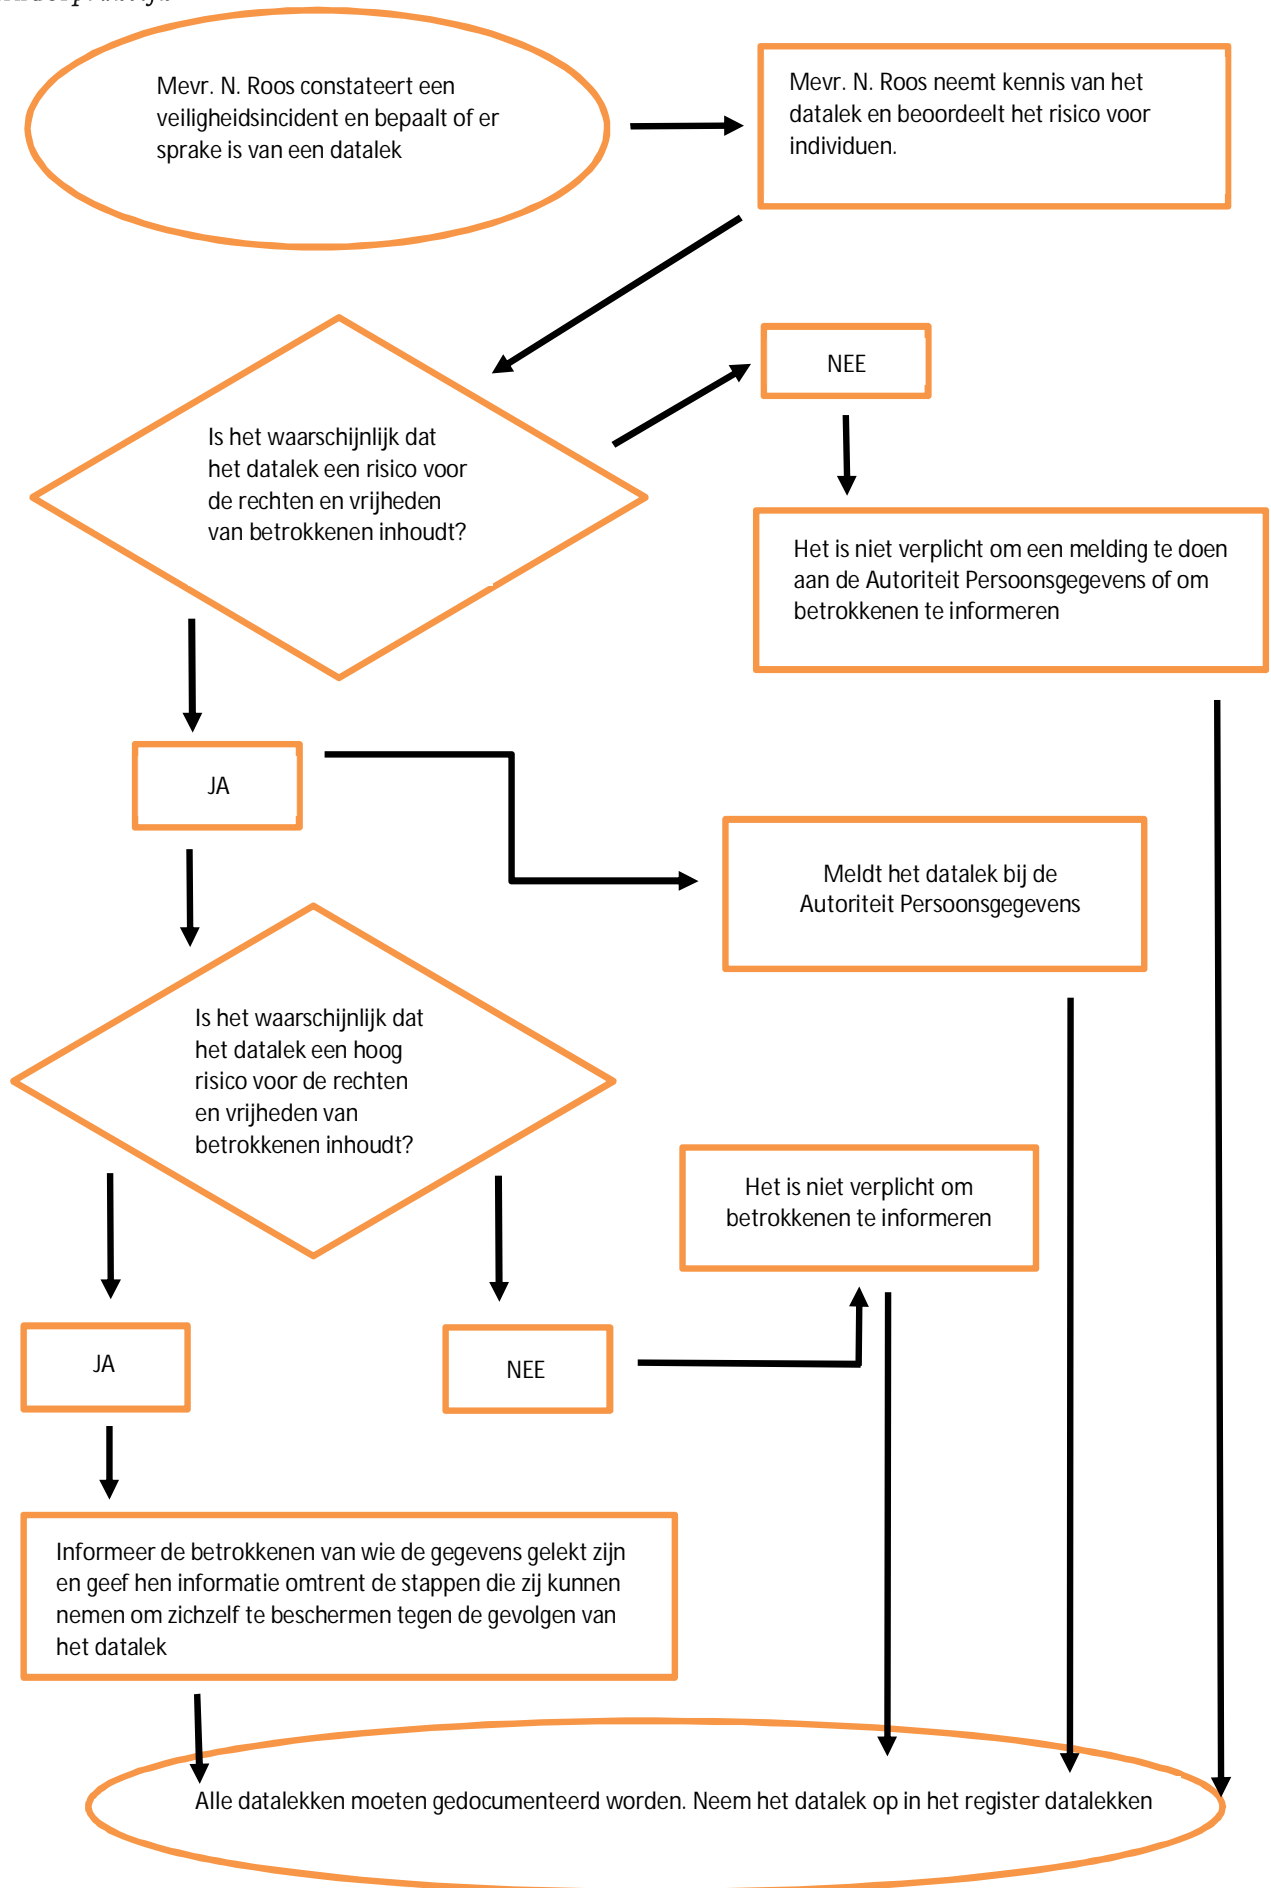 Mevr. N. Roos constateert een
veiligheidsincident en bepaalt of er
sprake is van een datalek
Mevr. N. Roos neemt kennis van het
datalek en beoordeelt het risico voor
individuen.
Is het waarschijnlijk dat
het datalek een risico voor
de rechten en vrijheden
van betrokkenen inhoudt?
NEE
Het is niet verplicht om een melding te doen
aan de Autoriteit Persoonsgegevens of om
betrokkenen te informeren
JA
Meldt het datalek bij de
Autoriteit Persoonsgegevens
Is het waarschijnlijk dat
het datalek een hoog
risico voor de rechten
en vrijheden van
betrokkenen inhoudt?
Het is niet verplicht om
betrokkenen te informeren
JA
NEE
Informeer de betrokkenen van wie de gegevens gelekt zijn
en geef hen informatie omtrent de stappen die zij kunnen
nemen om zichzelf te beschermen tegen de gevolgen van
het datalek
Alle datalekken moeten gedocumenteerd worden. Neem het datalek op in het register datalekken